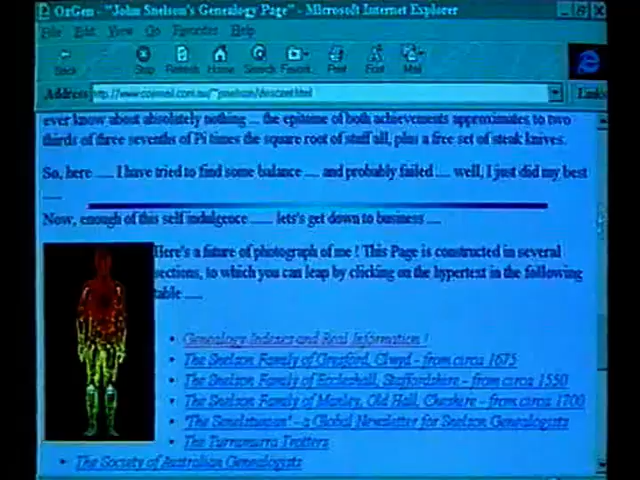 OzGen - "John Snelson's Genealogy Page" - Microsoft Internet Explorer
File Edit View Go Favorites Help
Back Stop Refresh Home Search Favorit.. Print Font Mail
Address Links
ever know about absolutely nothing ... the epitome of both achievements approximates to two
thirds of three sevenths of Pi times the square root of stuff all, plus a free set of steak knives.
So, here .... I have tried to find some balance .... and probably failed .... well, I just did my best
....
Now, enough of this self indulgence ...... lets's get down to business ....
Here's a future of photograph of me ! This Page is constructed in several
sections, to which you can leap by clicking on the hypertext in the following
table .....
• Genealogy Indexes and Real Information !
• The Snelson Family of Gresford, Clwyd - from circa 1675
• The Snelson Family of Eccleshall, Staffordshire - from circa 1550
• The Snelson Family of Manley, Old Hall, Cheshire - from circa 1700
• - a Global Newsletter for Snelson Genealogists
• The Turramurra Trotters
• The Society of Australian Genealogists